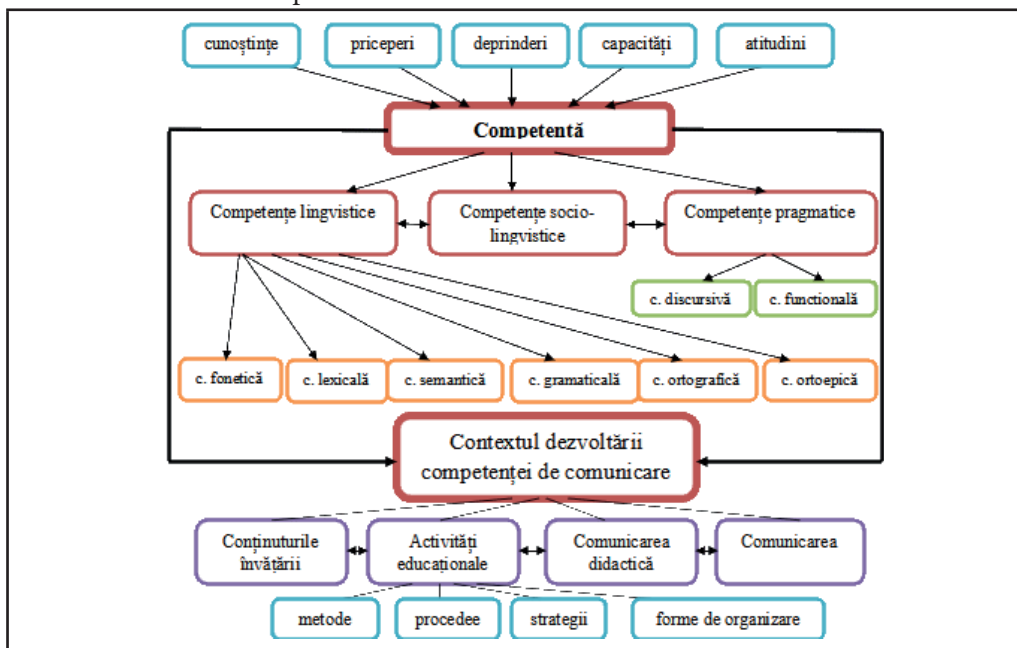 cunoștințe
priceperi
deprinderi
capacități
atitudini
Competență
Competențe lingvistice
Competențe socio-
lingvistice
Competențe pragmatice
c. discursivă
c. functională
c. fonetică
c. lexicală
c. semantică
c. gramaticală
c. ortografică
c. ortoepică
Contextul dezvoltării
competenței de comunicare
Conținuturile
învățării
Activități
educaționale
Comunicarea
didactică
Comunicarea
metode
procedee
strategii
forme de organizare